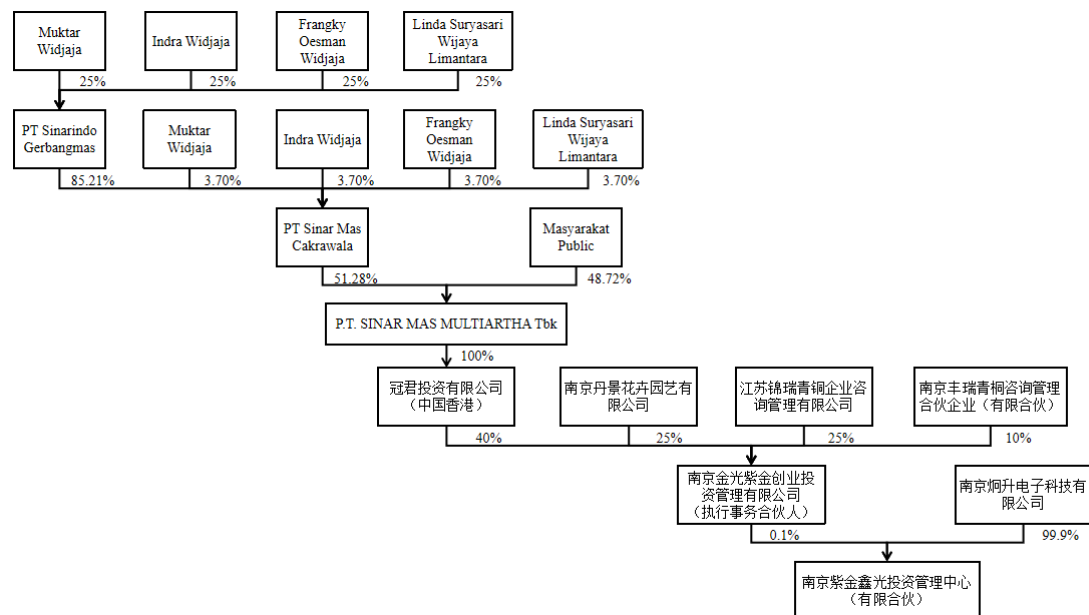 Muktar
Widjaja
Indra Widjaja
Frangky
Oesman
Widjaja
Linda Suryasari
Wijaya
Limantara
25%
25%
25%
25%
PT Sinarindo
Gerbangmas
Muktar
Widjaja
Indra Widjaja
Frangky
Oesman
Widjaja
Linda Suryasari
Wijaya
Limantara
85.21%
3.70%
3.70%
3.70%
3.70%
PT Sinar Mas
Cakrawala
Masyarakat
Public
51.28%
48.72%
P.T. SINAR MAS MULTIARTHA Tbk
100%
冠君投资有限公司
（中国香港）
南京丹景花卉园艺有
限公司
江苏锦瑞青铜企业咨
询管理有限公司
南京丰瑞青桐咨询管理
合伙企业（有限合伙）
40%
25%
25%
10%
南京金光紫金创业投
资管理有限公司
（执行事务合伙人）
南京炯升电子科技有
限公司
0.1%
99.9%
南京紫金鑫光投资管理中心
（有限合伙）